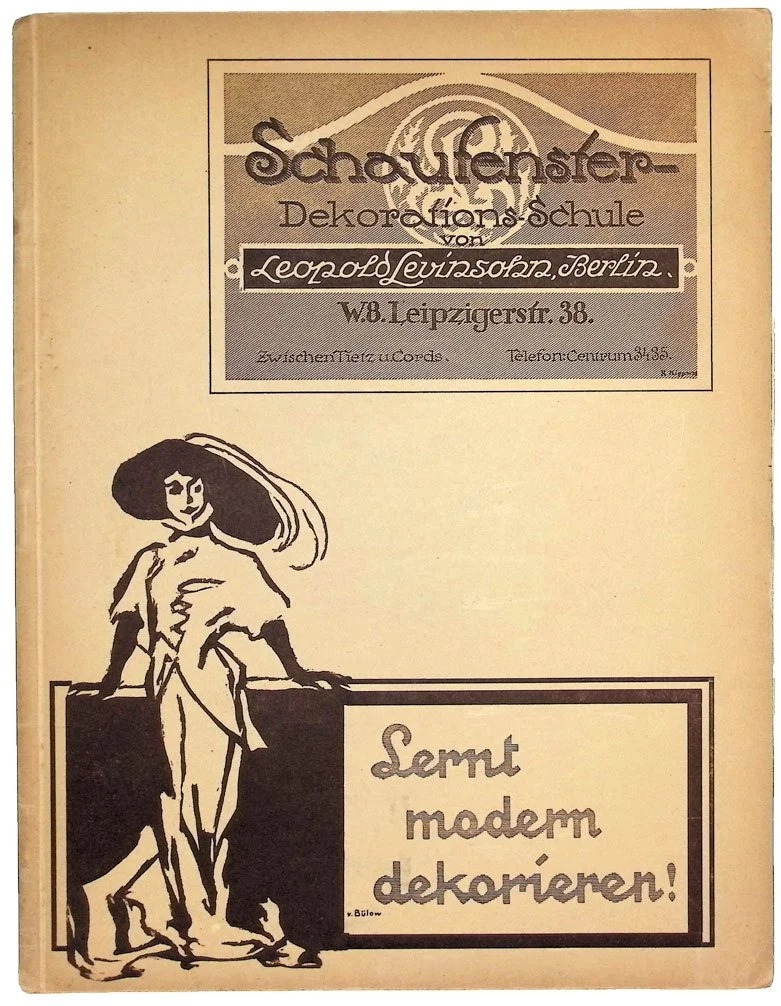 Schaufenster-
Dekorations-Schule
von
Leopold Levinsohn, Berlin.
W.8. Leipzigerstr. 38.
Zwischen Tietz u. Cords. Telefon: Centrum 3435.
Lernt
modern
dekorieren!
v. Bülow